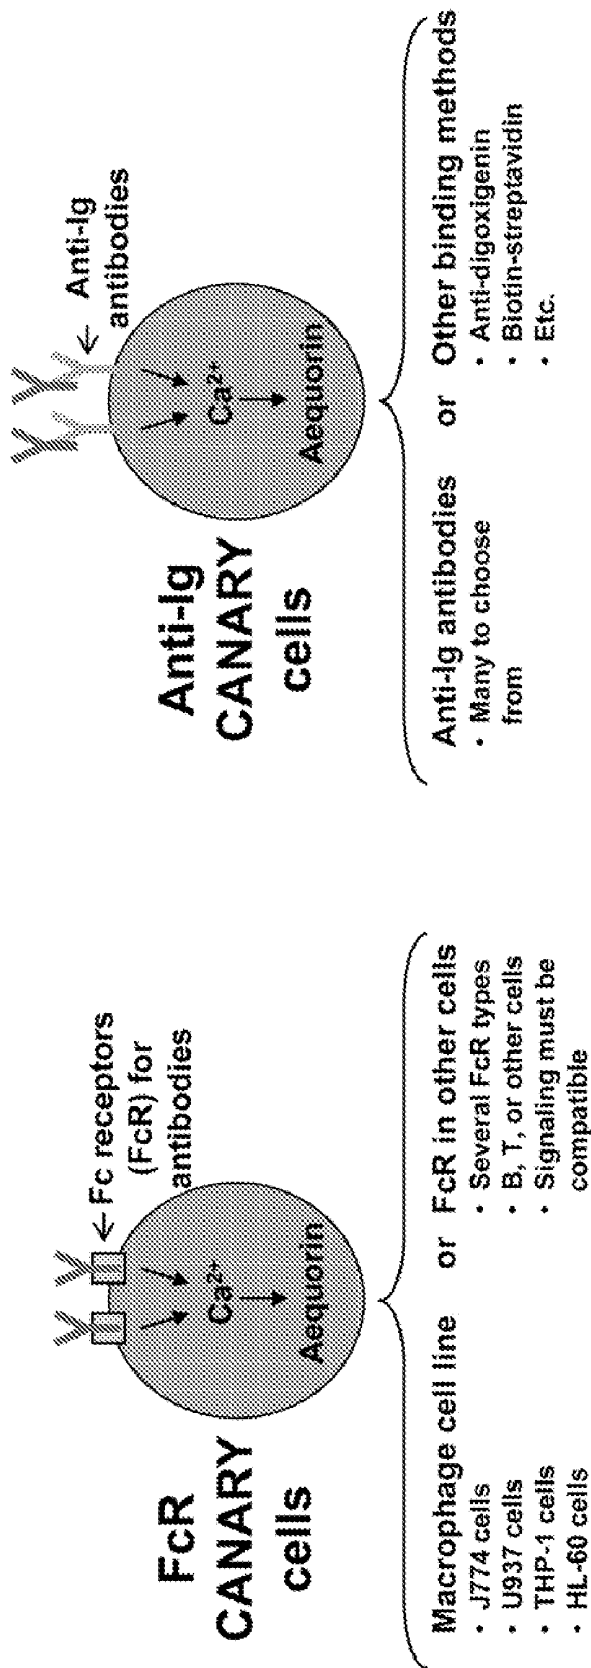 FcR
CANARY
cells
← Fc receptors
(FcR) for
antibodies
Ca2+
Aequorin
Macrophage cell line
• J774 cells
• U937 cells
• THP-1 cells
• HL-60 cells
or
FcR in other cells
• Several FcR types
• B, T, or other cells
• Signaling must be
compatible
Anti-Ig
CANARY
cells
← Anti-Ig
antibodies
Ca2+
Aequorin
Anti-Ig antibodies
• Many to choose
from
or
Other binding methods
• Anti-digoxigenin
• Biotin-streptavidin
• Etc.